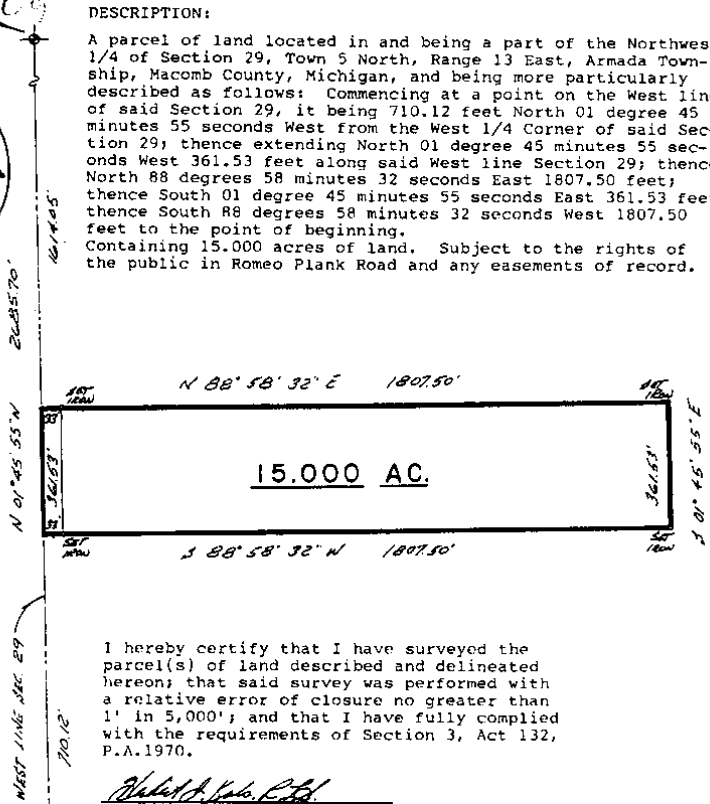 DESCRIPTION:
A parcel of land located in and being a part of the Northwes
1/4 of Section 29, Town 5 North, Range 13 East, Armada Town-
ship, Macomb County, Michigan, and being more particularly
described as follows: Commencing at a point on the West lin
of said Section 29, it being 710.12 feet North 01 degree 45
minutes 55 seconds West from the West 1/4 Corner of said Sec
tion 29; thence extending North 01 degree 45 minutes 55 sec-
onds West 361.53 feet along said West line Section 29; thenc
North 88 degrees 58 minutes 32 seconds East 1807.50 feet;
thence South 01 degree 45 minutes 55 seconds East 361.53 fee
thence South 88 degrees 58 minutes 32 seconds West 1807.50
feet to the point of beginning.
Containing 15.000 acres of land. Subject to the rights of
the public in Romeo Plank Road and any easements of record.
1614.05'
2685.70'
N 01° 45' 55" W
N 88° 58' 32" E 1807.50'
SET
IRON
SET
IRON
33
361.53'
33
15.000 AC.
361.53'
S 01° 45' 55" E
SET
IRON
S 88° 58' 32" W 1807.50'
SET
IRON
WEST LINE SEC. 29
710.12'
I hereby certify that I have surveyed the
parcel(s) of land described and delineated
hereon; that said survey was performed with
a relative error of closure no greater than
1' in 5,000'; and that I have fully complied
with the requirements of Section 3, Act 132,
P.A.1970.